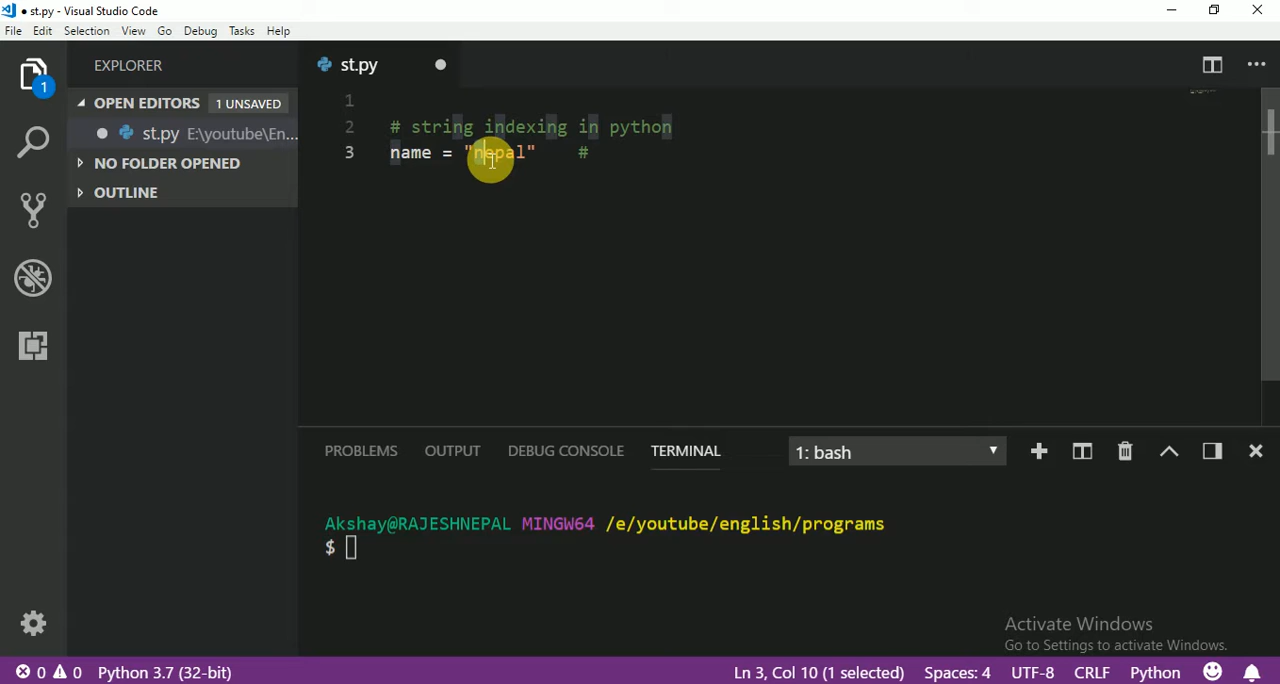 ● st.py - Visual Studio Code
File Edit Selection View Go Debug Tasks Help
1
EXPLORER
OPEN EDITORS 1 UNSAVED
● st.py E:\youtube\En...
NO FOLDER OPENED
OUTLINE
st.py ●
1
2 # string indexing in python
3 name = "nepal" #
PROBLEMS OUTPUT DEBUG CONSOLE TERMINAL 1: bash
Akshay@RAJESHNEPAL MINGW64 /e/youtube/english/programs
$
Activate Windows
Go to Settings to activate Windows.
0 0 Python 3.7 (32-bit) Ln 3, Col 10 (1 selected) Spaces: 4 UTF-8 CRLF Python